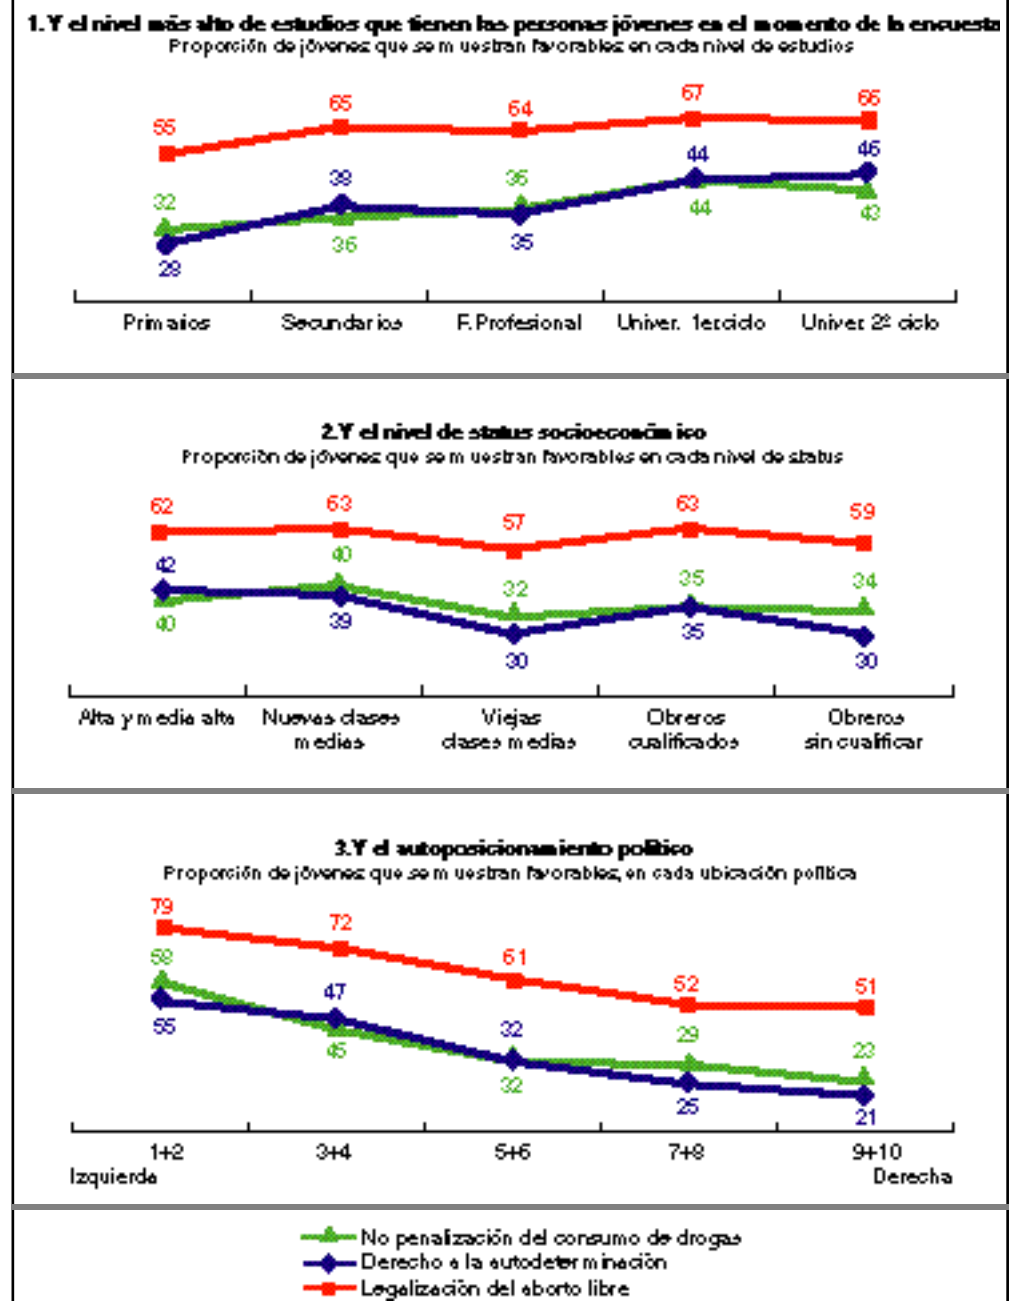 1. Y el nivel más alto de estudios que tienen las personas jóvenes en el momento de la encuesta
Proporción de jóvenes que se muestran favorables en cada nivel de estudios
55 65 64 67 66
32 39 36 44 46
28 36 35 44 43
Primarios Secundarios F. Profesional Univer. 1er ciclo Univer. 2º ciclo
2. Y el nivel de status socioeconómico
Proporción de jóvenes que se muestran favorables en cada nivel de status
62 63 57 63 59
42 40 32 35 34
40 39 30 35 30
Alta y media alta Nuevas clases Viejas Obreros Obreros
medias clases medias cualificados sin cualificar
3. Y el autoposicionamiento político
Proporción de jóvenes que se muestran favorables, en cada ubicación política
79 72 61 52 51
58 47 32 29 23
55 45 32 25 21
1+2 3+4 5+6 7+8 9+10
Izquierda Derecha
No penalización del consumo de drogas
Derecho a la autodeterminación
Legalización del aborto libre